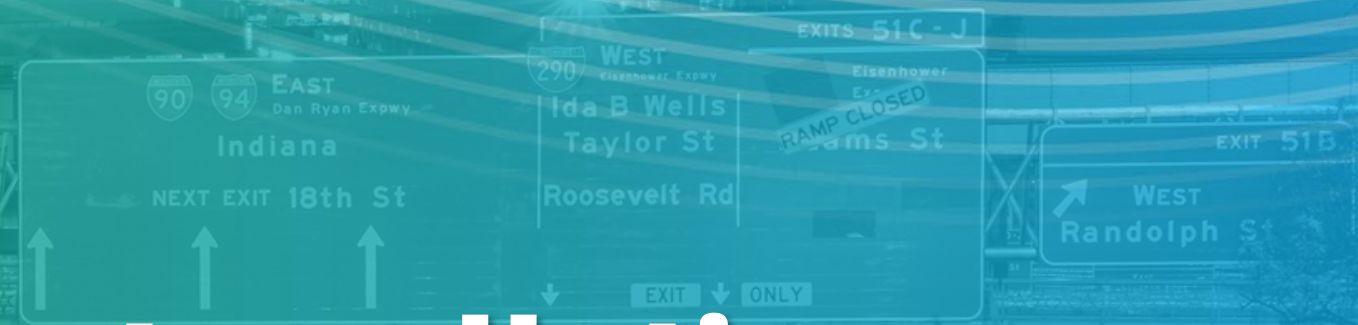 90 94 EAST
Dan Ryan Expwy
Indiana
NEXT EXIT 18th St
EXITS 51C-J
290 WEST
Eisenhower Expwy
Ida B Wells
Taylor St
Roosevelt Rd
Eisenhower
RAMP CLOSED
St
EXIT ONLY
EXIT 51B
WEST
Randolph St